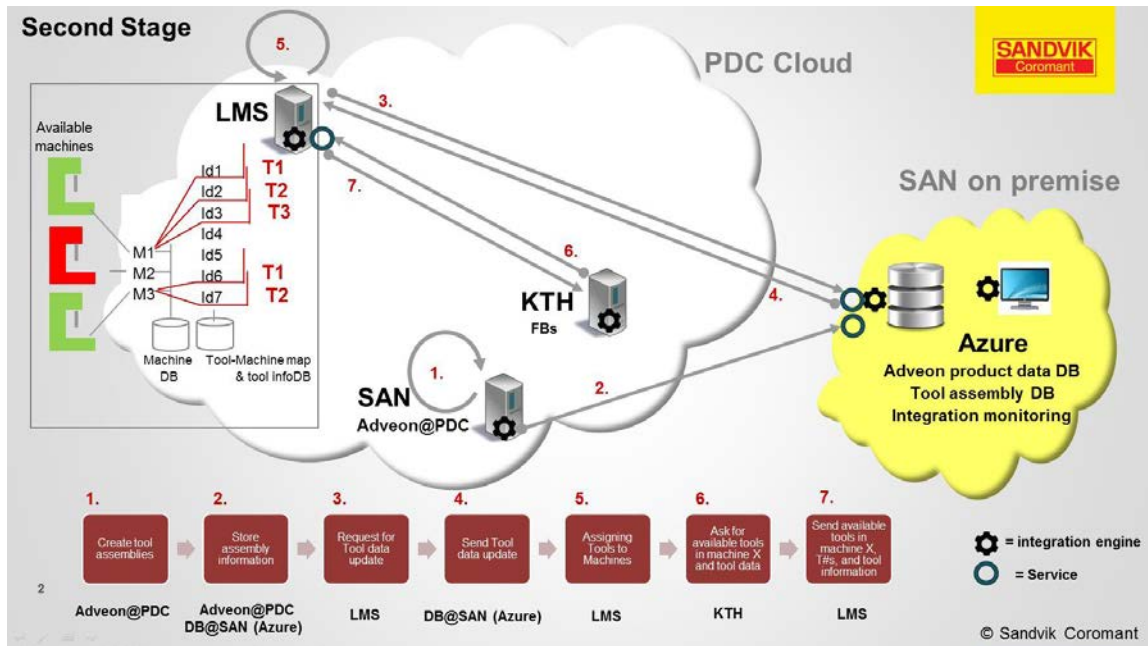 Second Stage
5.
PDC Cloud
SANDVIK
Coromant
LMS
3.
Available
machines
Id1
T1
Id2
T2
Id3
T3
Id4
7.
SAN on premise
M1
Id5
M2
Id6
T1
M3
Id7
T2
6.
4.
KTH
FBs
Machine
DB
Tool-Machine map
& tool infoDB
1.
SAN
Adveon@PDC
2.
Azure
Adveon product data DB
Tool assembly DB
Integration monitoring
1.
2.
3.
4.
5.
6.
7.
Create tool
assemblies
Store
assembly
information
Request for
Tool data
update
Send Tool
data update
Assigning
Tools to
Machines
Ask for
available tools
in machine X
and tool data
Send available
tools in
machine X,
T#s, and tool
information
= integration engine
= Service
2
Adveon@PDC
Adveon@PDC
DB@SAN (Azure)
LMS
DB@SAN (Azure)
LMS
KTH
LMS
© Sandvik Coromant